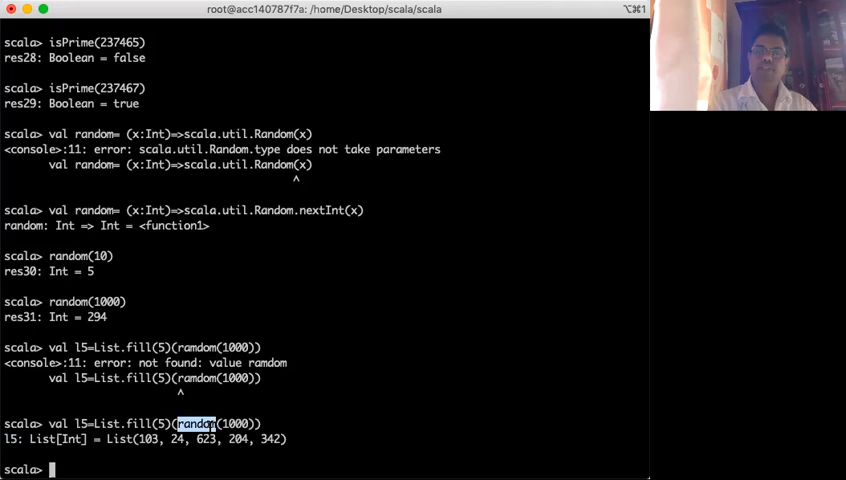 root@acc140787f7a: /home/Desktop/scala/scala
⌥⌘1
scala> isPrime(237465)
res28: Boolean = false
scala> isPrime(237467)
res29: Boolean = true
scala> val random= (x:Int)=>scala.util.Random(x)
<console>:11: error: scala.util.Random.type does not take parameters
val random= (x:Int)=>scala.util.Random(x)
^
scala> val random= (x:Int)=>scala.util.Random.nextInt(x)
random: Int => Int = <function1>
scala> random(10)
res30: Int = 5
scala> random(1000)
res31: Int = 294
scala> val l5=List.fill(5)(ramdom(1000))
<console>:11: error: not found: value ramdom
val l5=List.fill(5)(ramdom(1000))
^
scala> val l5=List.fill(5)(random(1000))
l5: List[Int] = List(103, 24, 623, 204, 342)
scala>